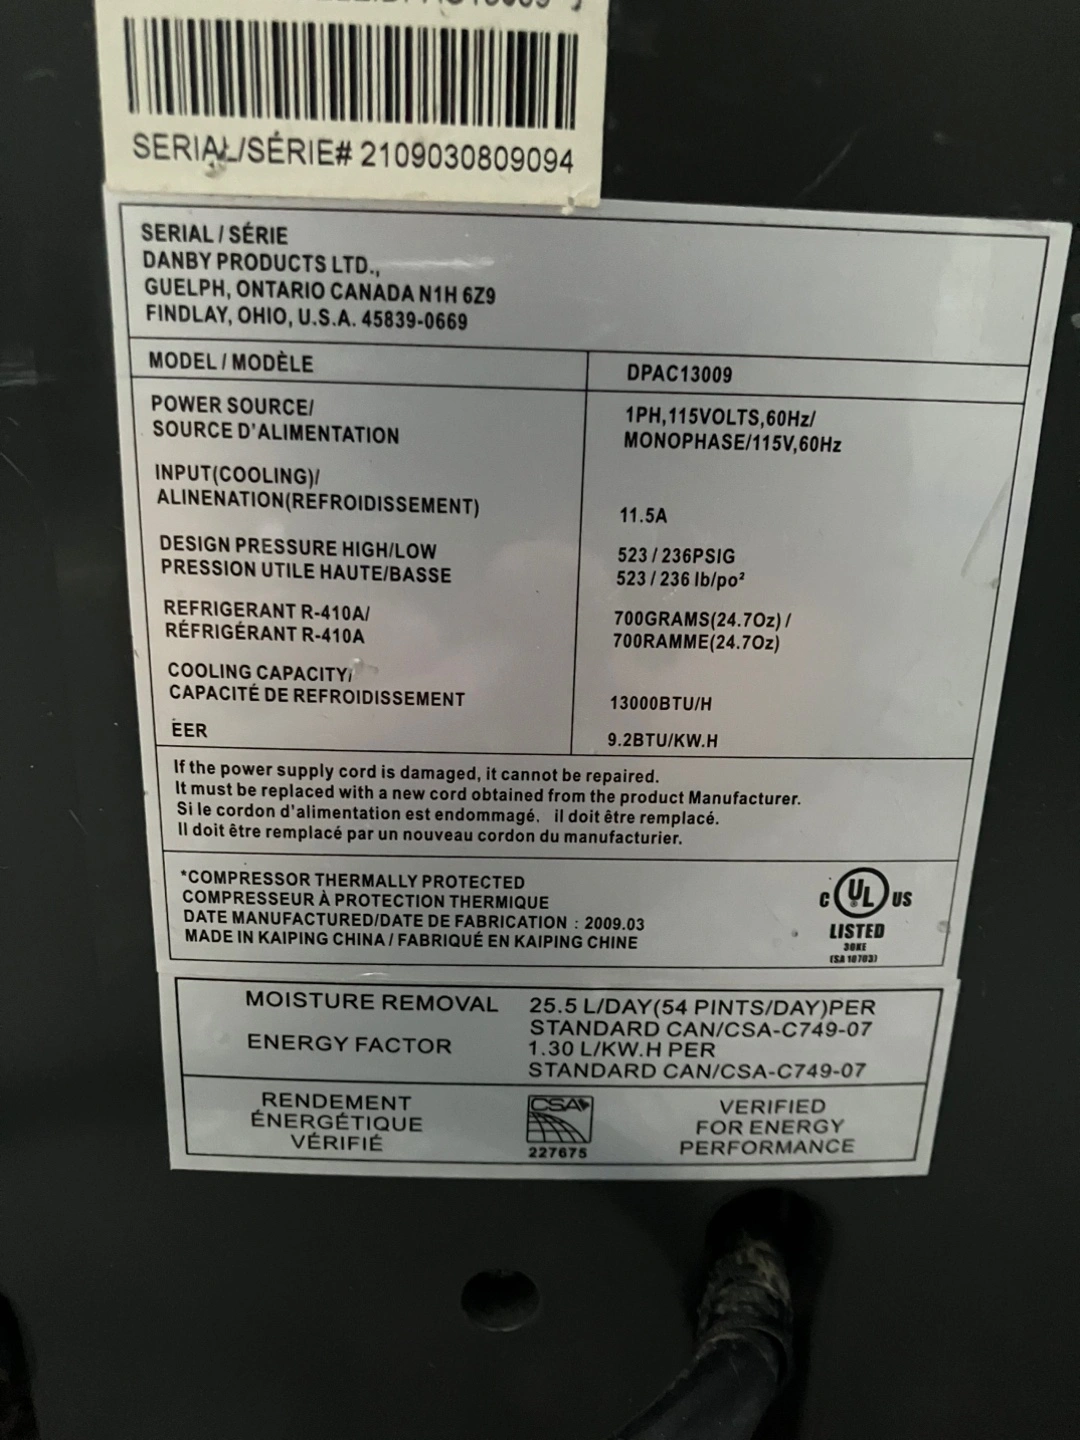 SERIAL/SÉRIE# 2109030809094
SERIAL / SÉRIE
DANBY PRODUCTS LTD.,
GUELPH, ONTARIO CANADA N1H 6Z9
FINDLAY, OHIO, U.S.A. 45839-0669
MODEL / MODÈLE DPAC13009
POWER SOURCE/ 1PH,115VOLTS,60Hz/
SOURCE D'ALIMENTATION MONOPHASE/115V,60Hz
INPUT(COOLING)/
ALINENATION(REFROIDISSEMENT) 11.5A
DESIGN PRESSURE HIGH/LOW 523 / 236PSIG
PRESSION UTILE HAUTE/BASSE 523 / 236 lb/po²
REFRIGERANT R-410A/ 700GRAMS(24.7Oz) /
RÉFRIGÉRANT R-410A 700RAMME(24.7Oz)
COOLING CAPACITY/
CAPACITÉ DE REFROIDISSEMENT 13000BTU/H
EER 9.2BTU/KW.H
If the power supply cord is damaged, it cannot be repaired.
It must be replaced with a new cord obtained from the product Manufacturer.
Si le cordon d'alimentation est endommagé, il doit être remplacé.
Il doit être remplacé par un nouveau cordon du manufacturier.
*COMPRESSOR THERMALLY PROTECTED
COMPRESSEUR À PROTECTION THERMIQUE
DATE MANUFACTURED/DATE DE FABRICATION : 2009.03
MADE IN KAIPING CHINA / FABRIQUÉ EN KAIPING CHINE
C UL US
LISTED
30KE
(SA 10703)
MOISTURE REMOVAL 25.5 L/DAY(54 PINTS/DAY)PER
STANDARD CAN/CSA-C749-07
ENERGY FACTOR 1.30 L/KW.H PER
STANDARD CAN/CSA-C749-07
RENDEMENT
ÉNERGÉTIQUE
VÉRIFIÉ
CSA
227675
VERIFIED
FOR ENERGY
PERFORMANCE